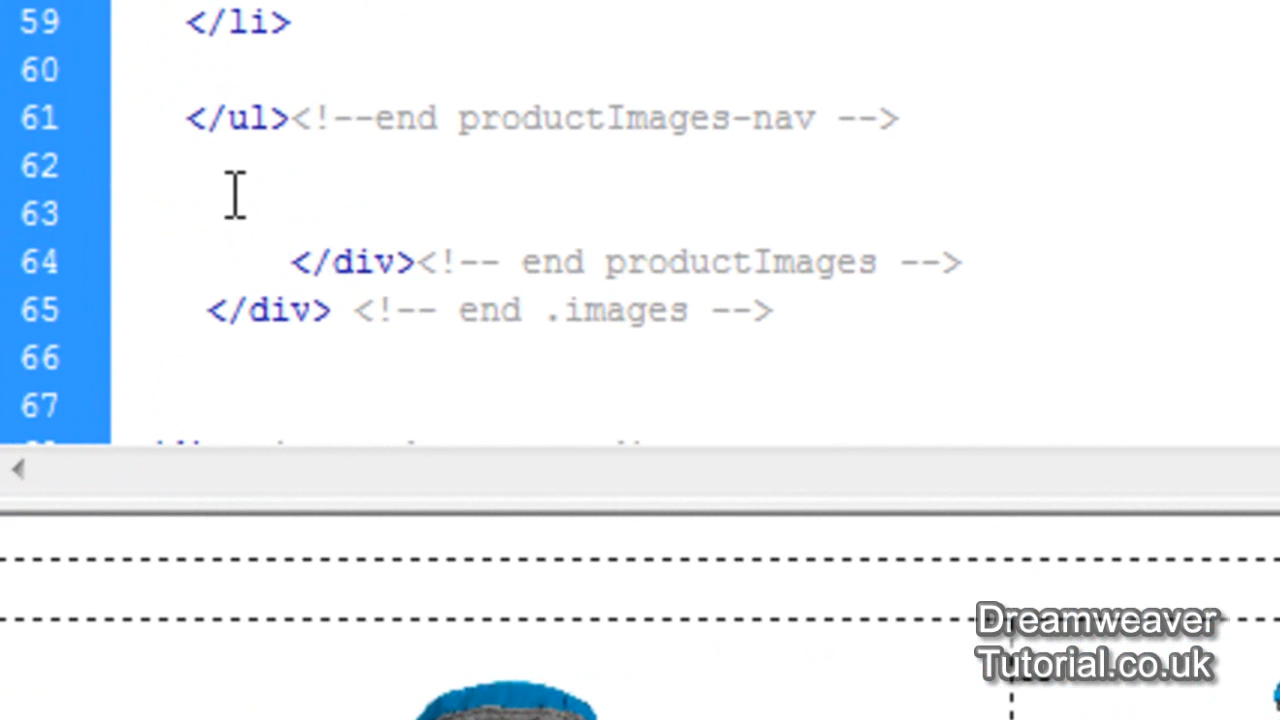 59 </li>
60
61 </ul><!--end productImages-nav -->
62
63
64 </div><!-- end productImages -->
65 </div> <!-- end .images -->
66
67
Dreamweaver
Tutorial.co.uk